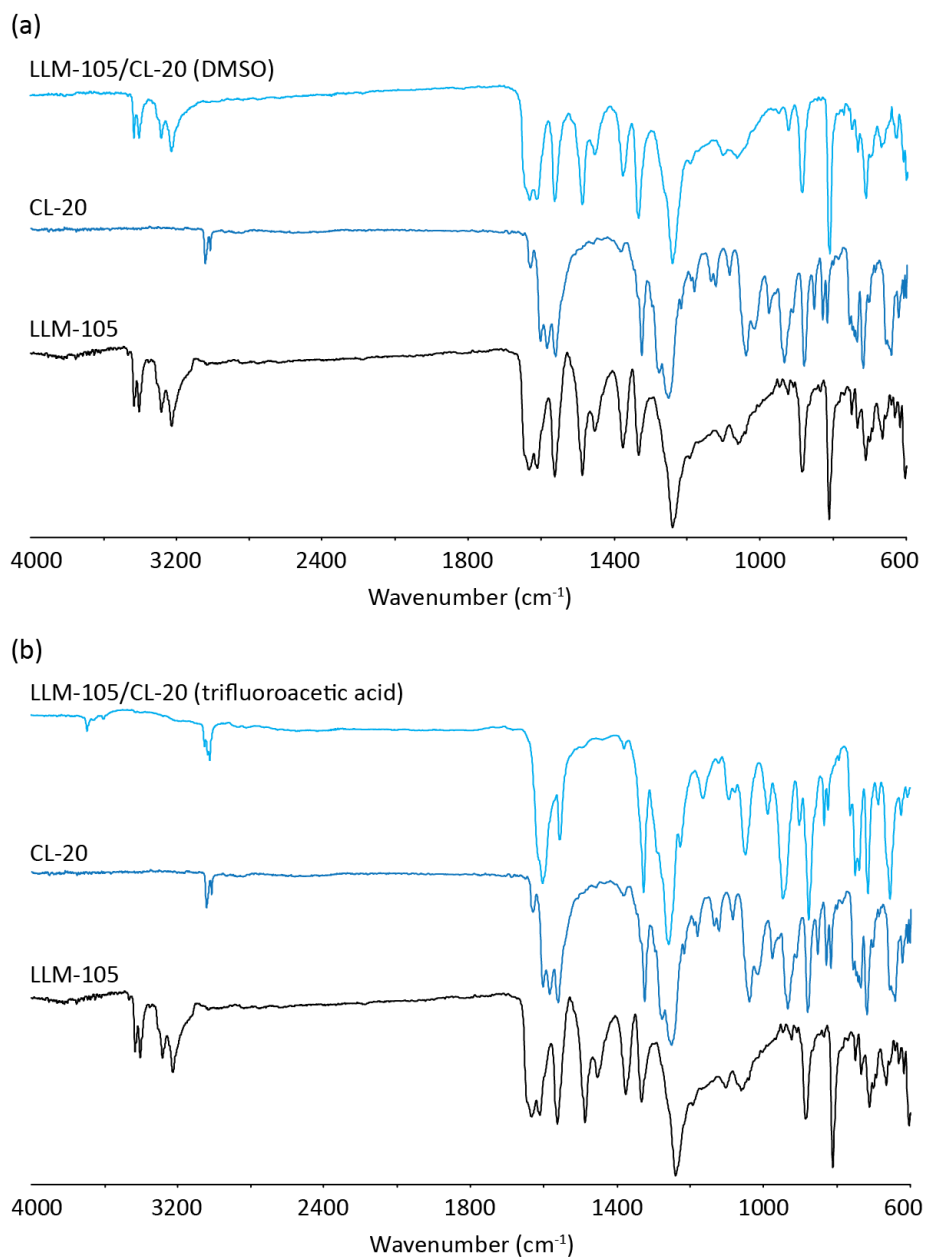 (a)
LLM-105/CL-20 (DMSO)
CL-20
LLM-105
4000 3200 2400 1800 1400 1000 600
Wavenumber (cm⁻¹)
(b)
LLM-105/CL-20 (trifluoroacetic acid)
CL-20
LLM-105
4000 3200 2400 1800 1400 1000 600
Wavenumber (cm⁻¹)